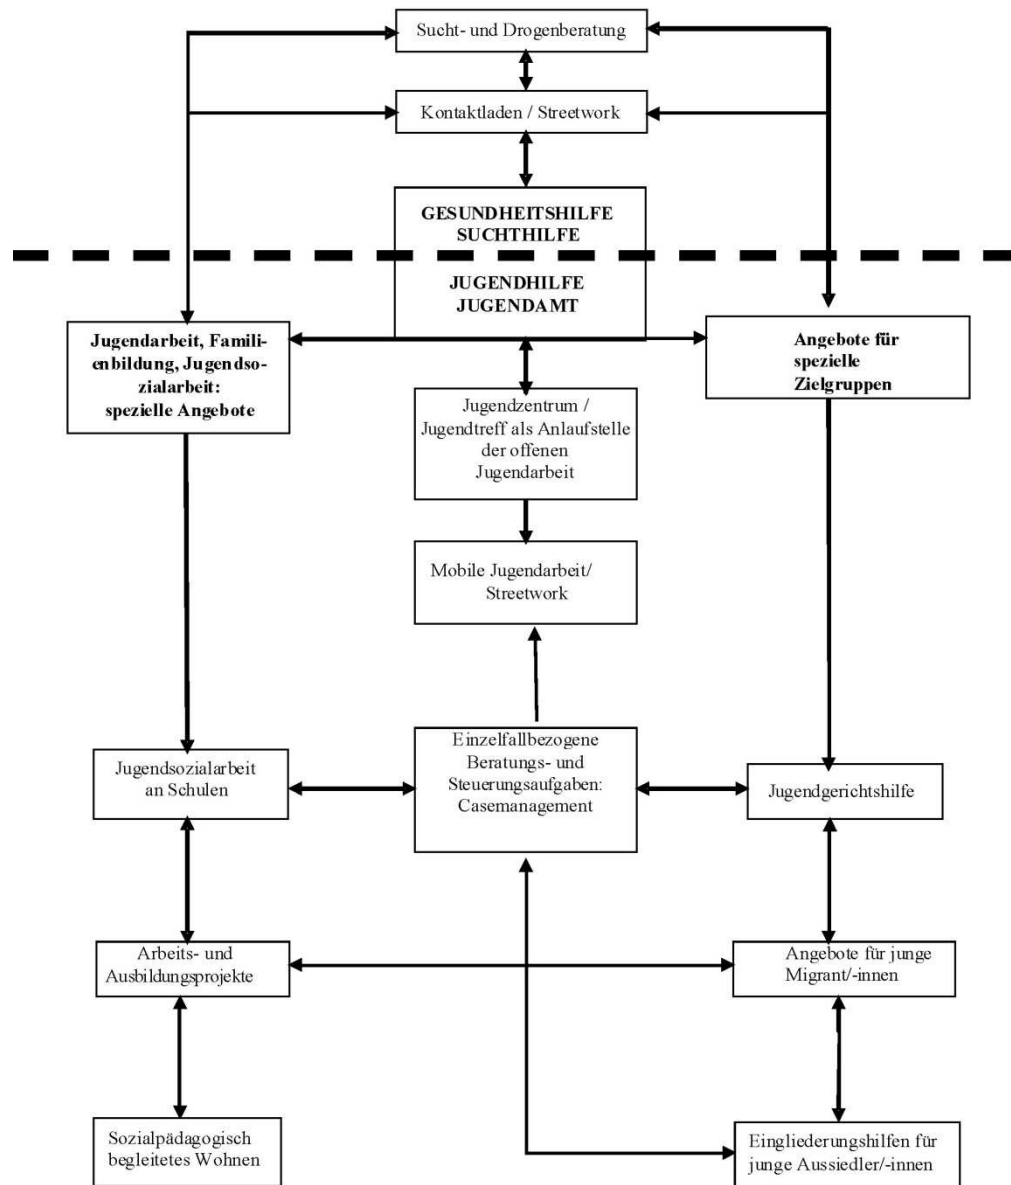 Sucht- und Drogenberatung
Kontaktladen / Streetwork
GESUNDHEITSHILFE
SUCHTHILFE
JUGENDHILFE
JUGENDAMT
Jugendarbeit, Famili-
enbildung, Jugendso-
zialarbeit:
spezielle Angebote
Angebote für
spezielle
Zielgruppen
Jugendzentrum /
Jugendtreff als Anlaufstelle
der offenen
Jugendarbeit
Mobile Jugendarbeit/
Streetwork
Jugendsozialarbeit
an Schulen
Einzelfallbezogene
Beratungs- und
Steuerungsaufgaben:
Casemanagement
Jugendgerichtshilfe
Arbeits- und
Ausbildungsprojekte
Angebote für junge
Migrant/-innen
Sozialpädagogisch
begleitetes Wohnen
Eingliederungshilfen für
junge Aussiedler/-innen